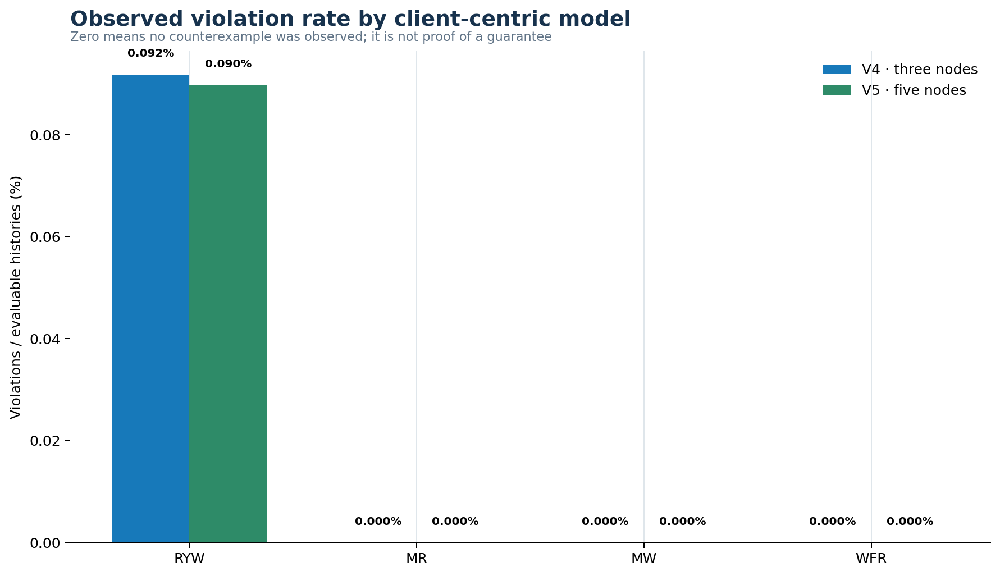 Observed violation rate by client-centric model
Zero means no counterexample was observed; it is not proof of a guarantee
0.092%
0.090%
V4 · three nodes
V5 · five nodes
Violations / evaluable histories (%)
0.08
0.06
0.04
0.02
0.00
0.000%
0.000%
0.000%
0.000%
0.000%
0.000%
RYW
MR
MW
WFR